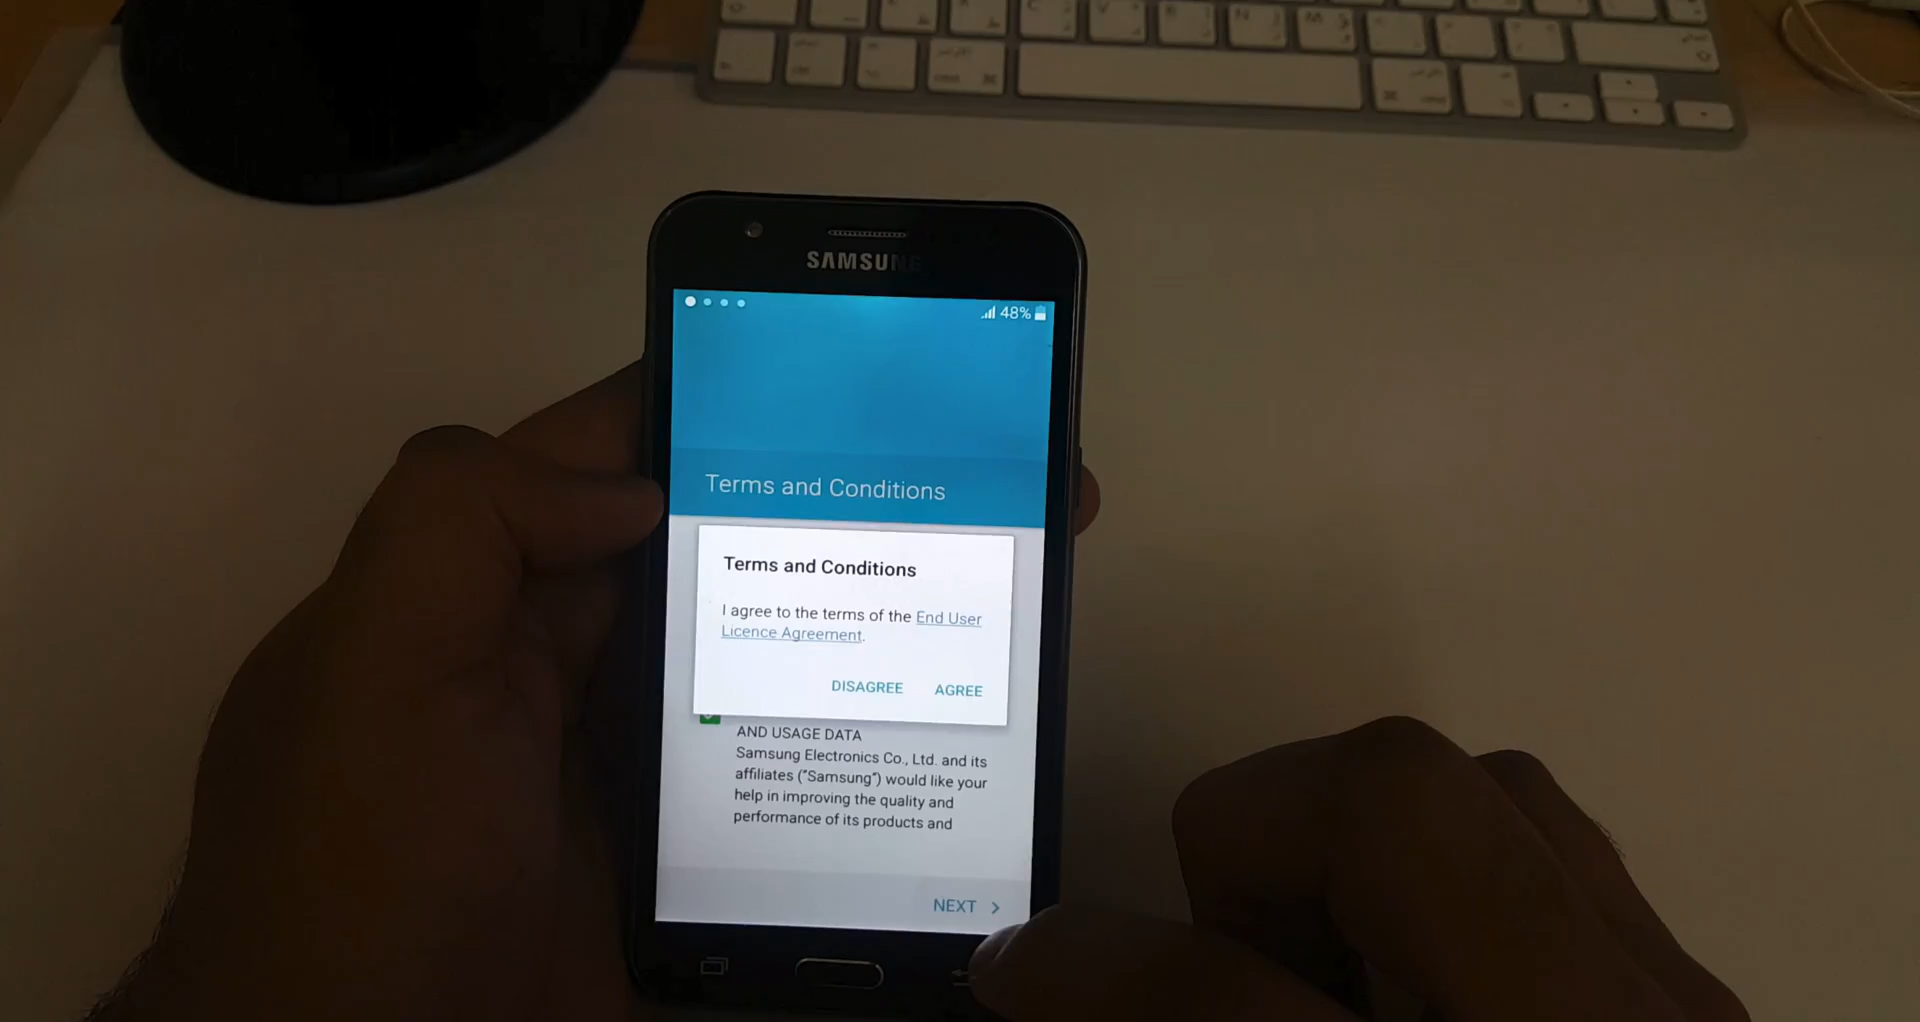 C
V
B
N
M
SAMSUNG
48%
Terms and Conditions
Terms and Conditions
I agree to the terms of the End User
Licence Agreement.
DISAGREE AGREE
AND USAGE DATA
Samsung Electronics Co., Ltd. and its
affiliates ("Samsung") would like your
help in improving the quality and
performance of its products and
NEXT